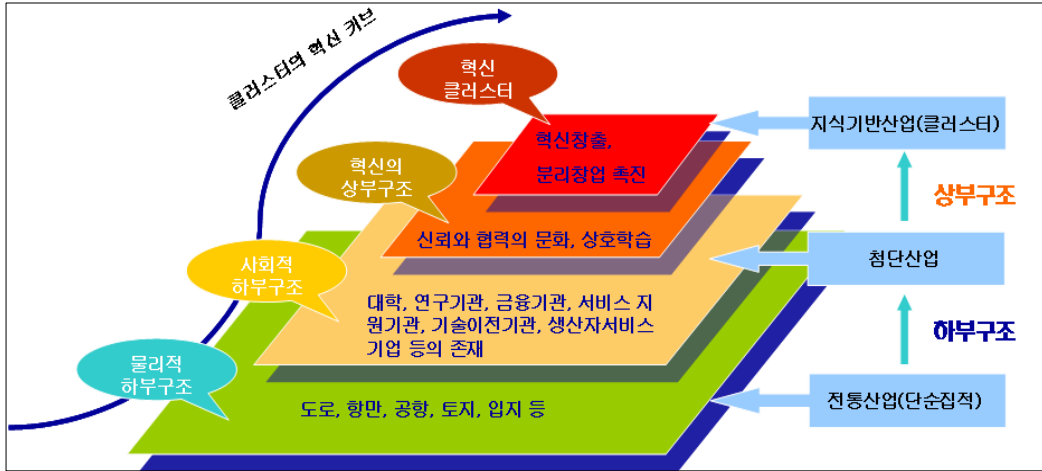 클러스터의 혁신 커브
혁신
클러스터
혁신창출,
분리창업 촉진
지식기반산업(클러스터)
혁신의
상부구조
상부구조
신뢰와 협력의 문화, 상호학습
첨단산업
사회적
하부구조
대학, 연구기관, 금융기관, 서비스 지
원기관, 기술이전기관, 생산자서비스
기업 등의 존재
하부구조
물리적
하부구조
도로, 항만, 공항, 토지, 입지 등
전통산업(단순집적)